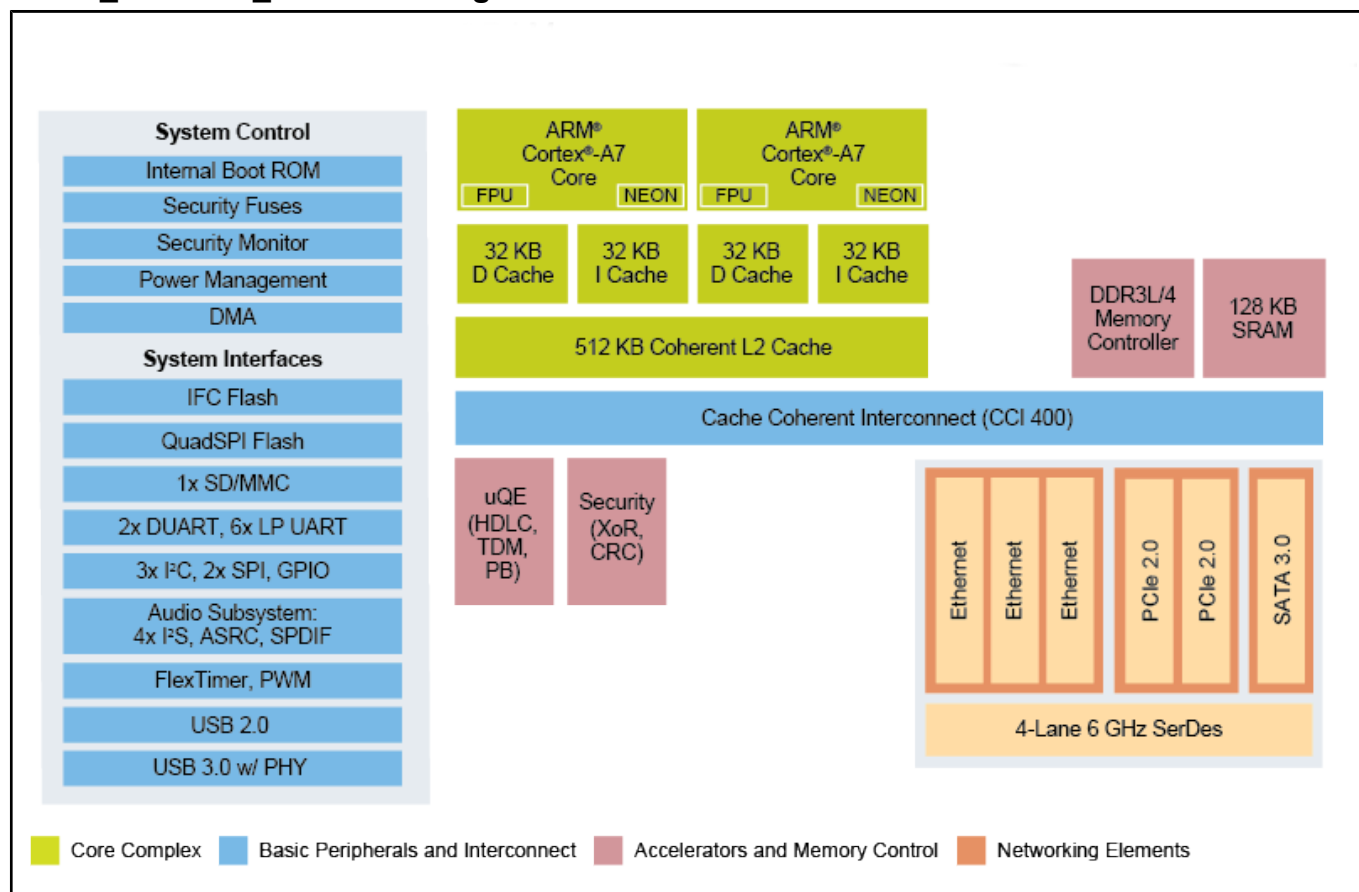 System Control
Internal Boot ROM
Security Fuses
Security Monitor
Power Management
DMA
System Interfaces
IFC Flash
QuadSPI Flash
1x SD/MMC
2x DUART, 6x LP UART
3x I²C, 2x SPI, GPIO
Audio Subsystem:
4x I²S, ASRC, SPDIF
FlexTimer, PWM
USB 2.0
USB 3.0 w/ PHY
ARM®
Cortex®-A7
Core
FPU
NEON
ARM®
Cortex®-A7
Core
FPU
NEON
32 KB
D Cache
32 KB
I Cache
32 KB
D Cache
32 KB
I Cache
512 KB Coherent L2 Cache
DDR3L/4
Memory
Controller
128 KB
SRAM
Cache Coherent Interconnect (CCI 400)
uQE
(HDLC,
TDM,
PB)
Security
(XoR,
CRC)
Ethernet
Ethernet
Ethernet
PCIe 2.0
PCIe 2.0
SATA 3.0
4-Lane 6 GHz SerDes
Core Complex
Basic Peripherals and Interconnect
Accelerators and Memory Control
Networking Elements